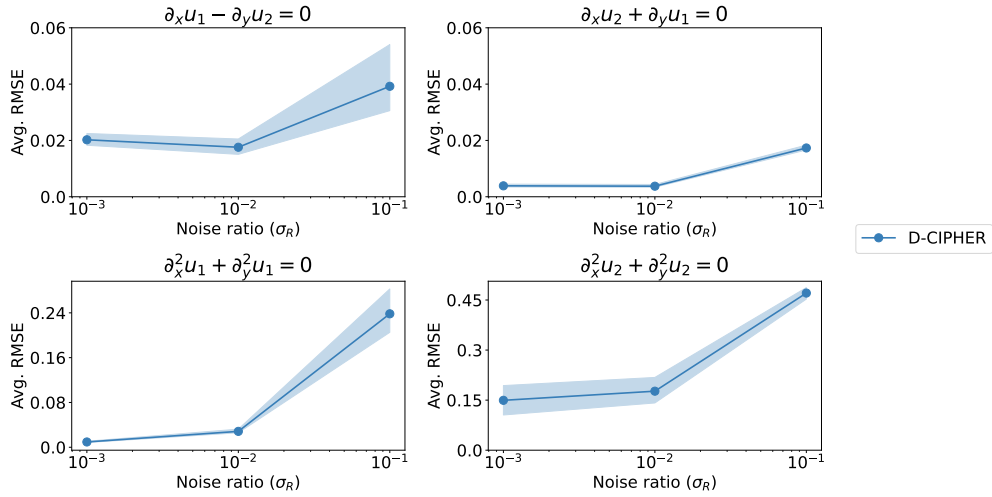 ∂ₓu₁ − ∂ᵧu₂ = 0
0.06
0.04
0.02
0.0
Avg. RMSE
10⁻³
10⁻²
10⁻¹
Noise ratio (σ_R)
∂ₓu₂ + ∂ᵧu₁ = 0
0.06
0.04
0.02
0.0
Avg. RMSE
10⁻³
10⁻²
10⁻¹
Noise ratio (σ_R)
D-CIPHER
∂²ₓu₁ + ∂²ᵧu₁ = 0
0.24
0.16
0.08
0.0
Avg. RMSE
10⁻³
10⁻²
10⁻¹
Noise ratio (σ_R)
∂²ₓu₂ + ∂²ᵧu₂ = 0
0.45
0.3
0.15
0.0
Avg. RMSE
10⁻³
10⁻²
10⁻¹
Noise ratio (σ_R)